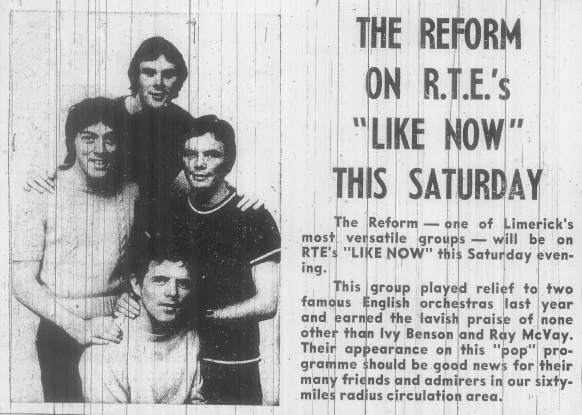 THE REFORM
ON R.T.E.'s
"LIKE NOW"
THIS SATURDAY
The Reform — one of Limerick's
most versatile groups — will be on
RTE's "LIKE NOW" this Saturday even-
ing.
This group played relief to two
famous English orchestras last year
and earned the lavish praise of none
other than Ivy Benson and Ray McVay.
Their appearance on this "pop" pro-
gramme should be good news for their
many friends and admirers in our sixty-
miles radius circulation area.